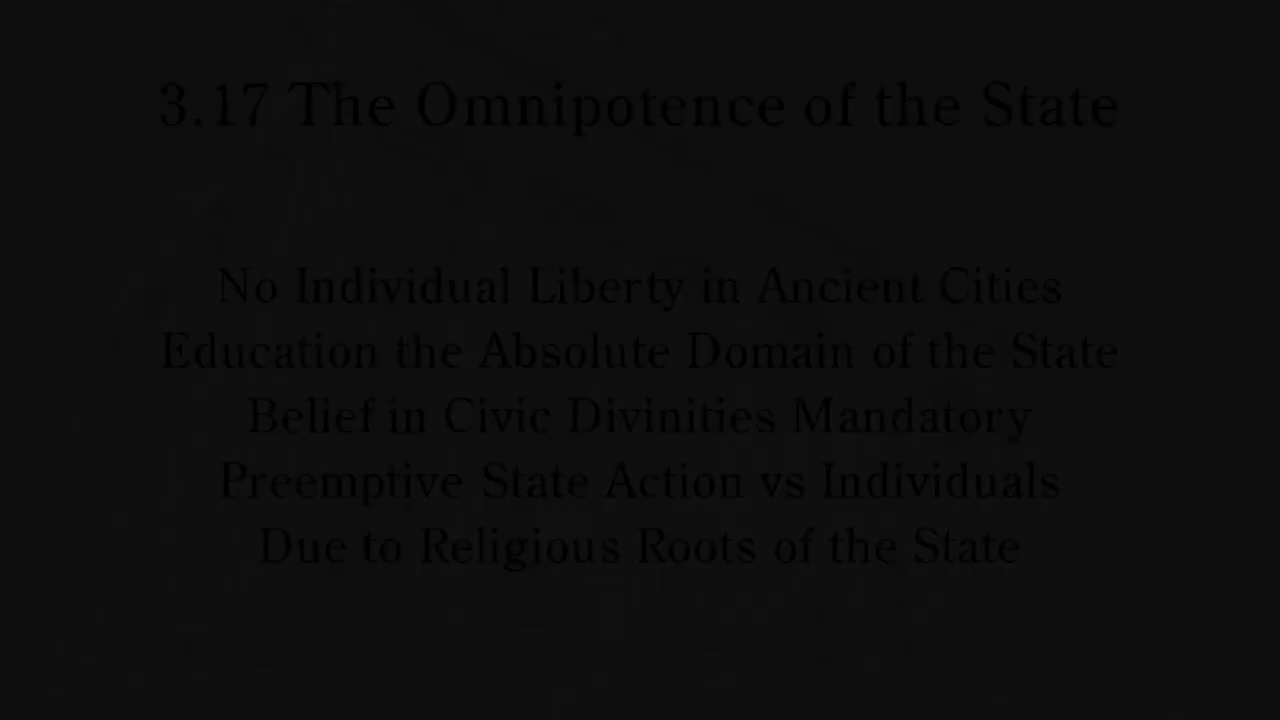 3.17 The Omnipotence of the State
No Individual Liberty in Ancient Cities
Education the Absolute Domain of the State
Belief in Civic Divinities Mandatory
Preemptive State Action vs Individuals
Due to Religious Roots of the State